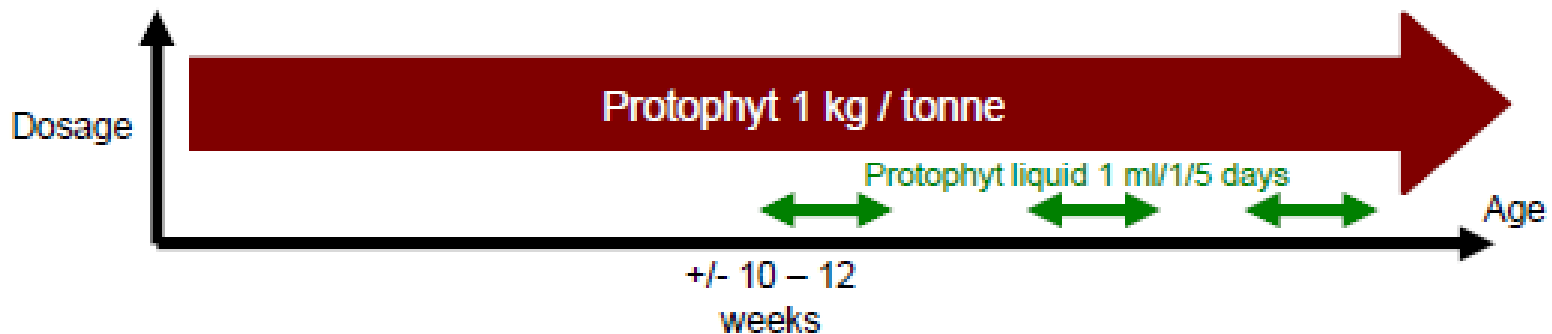 Protophyt 1 kg / tonne
Dosage
Protophyt liquid 1 ml/1/5 days
Age
+/- 10 – 12
weeks